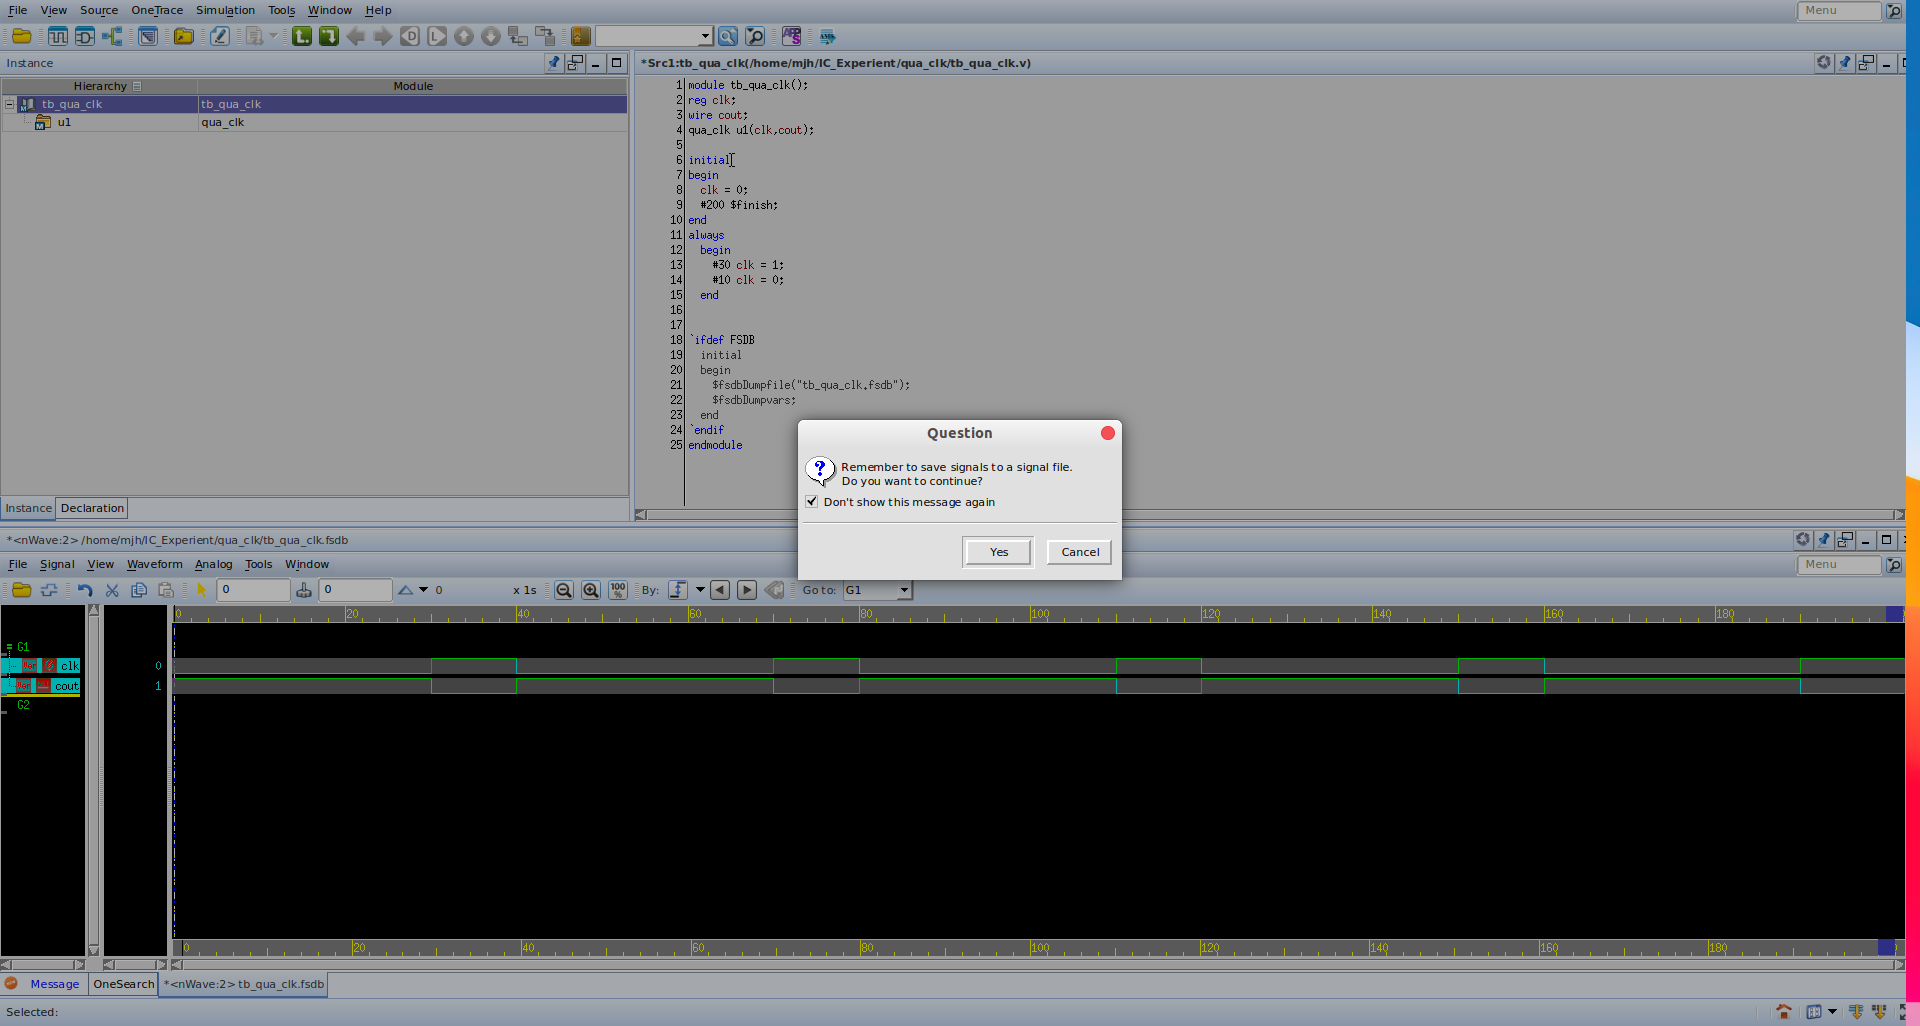 File View Source OneTrace Simulation Tools Window Help Menu
Instance
*Src1:tb_qua_clk(/home/mjh/IC_Experient/qua_clk/tb_qua_clk.v)
Hierarchy Module
tb_qua_clk tb_qua_clk
u1 qua_clk
1 module tb_qua_clk();
2 reg clk;
3 wire cout;
4 qua_clk u1(clk,cout);
5
6 initial
7 begin
8 clk = 0;
9 #200 $finish;
10 end
11 always
12 begin
13 #30 clk = 1;
14 #10 clk = 0;
15 end
16
17
18 `ifdef FSDB
19 initial
20 begin
21 $fsdbDumpfile("tb_qua_clk.fsdb");
22 $fsdbDumpvars;
23 end
24 `endif
25 endmodule
Question
Remember to save signals to a signal file.
Do you want to continue?
Don't show this message again
Yes Cancel
Instance Declaration
*<nWave:2> /home/mjh/IC_Experient/qua_clk/tb_qua_clk.fsdb
File Signal View Waveform Analog Tools Window Menu
0 0 0 x 1s 100 % By: Go to: G1
0 20 40 60 80 100 120 140 160 180
G1
clk 0
cout 1
G2
0 20 40 60 80 100 120 140 160 180
Message OneSearch *<nWave:2> tb_qua_clk.fsdb
Selected: